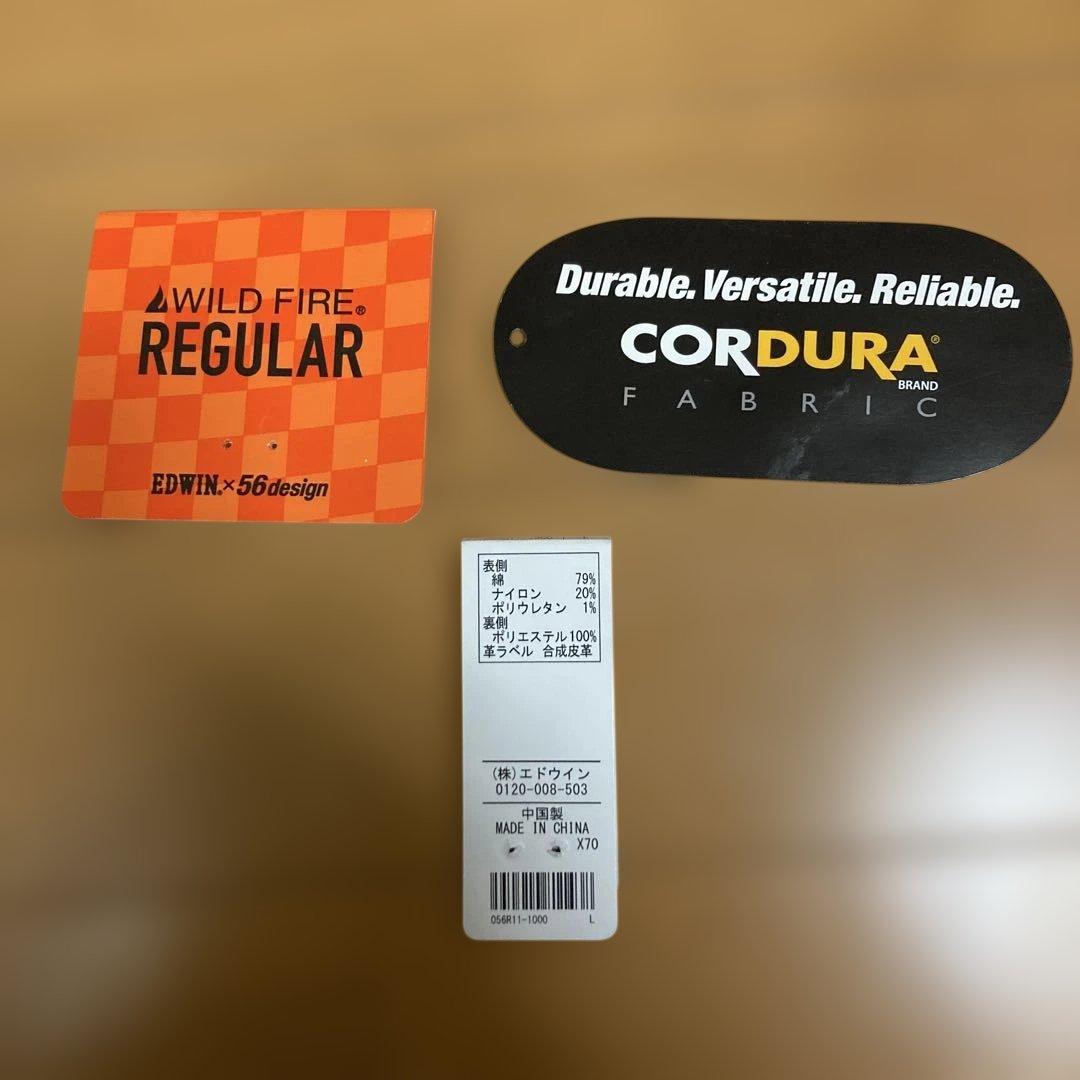 WILD FIRE®
REGULAR
EDWIN®×56design
Durable. Versatile. Reliable.
CORDURA®
BRAND
FABRIC
表側
綿 79%
ナイロン 20%
ポリウレタン 1%
裏側
ポリエステル100%
革ラベル 合成皮革
(株)エドウイン
0120-008-503
中国製
MADE IN CHINA
X70
056R11-1000 L